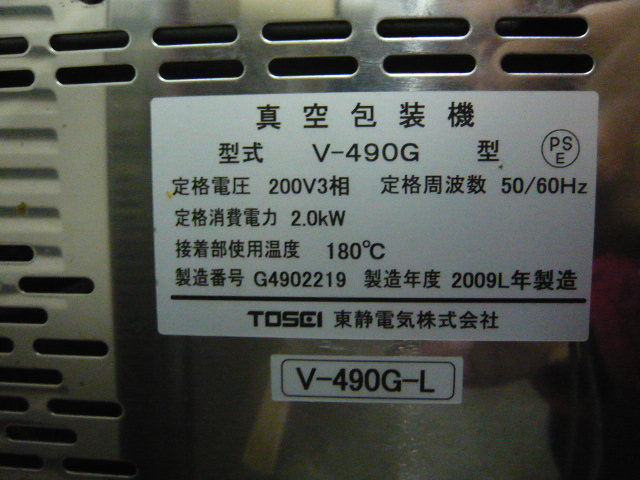 真空包装機
型式 V-490G 型 PS E
定格電圧 200V3相 定格周波数 50/60Hz
定格消費電力 2.0kW
接着部使用温度 180℃
製造番号 G4902219 製造年度 2009L年製造
TOSEI 東静電気株式会社
V-490G-L